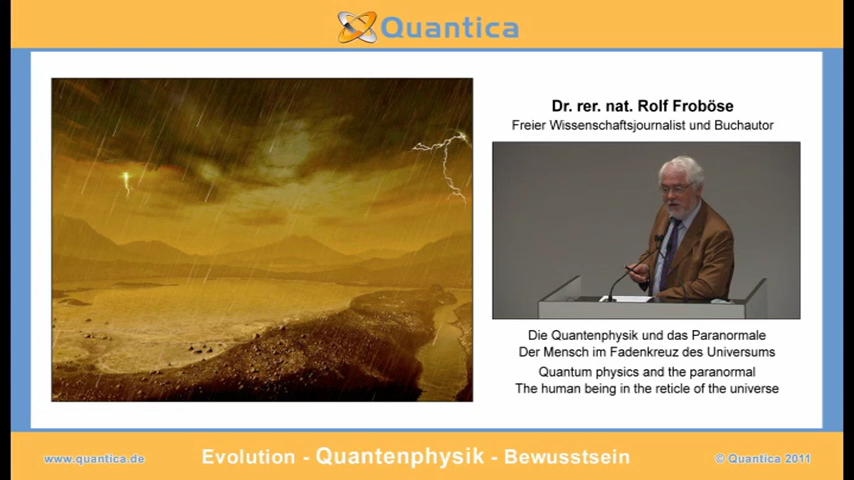 Quantica
Dr. rer. nat. Rolf Froböse
Freier Wissenschaftsjournalist und Buchautor
Die Quantenphysik und das Paranormale
Der Mensch im Fadenkreuz des Universums
Quantum physics and the paranormal
The human being in the reticle of the universe
www.quantica.de
Evolution - Quantenphysik - Bewusstsein
© Quantica 2011